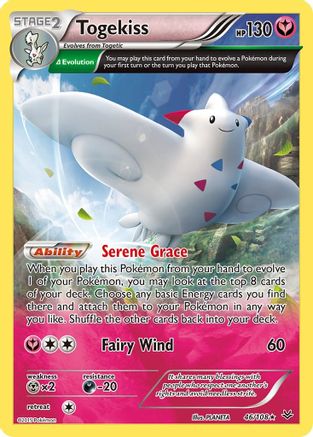 STAGE2
Togekiss
HP130
Evolves from Togetic
Δ Evolution
You may play this card from your hand to evolve a Pokémon during
your first turn or the turn you play that Pokémon.
Ability
Serene Grace
When you play this Pokémon from your hand to evolve
1 of your Pokémon, you may look at the top 8 cards
of your deck. Choose any basic Energy cards you find
there and attach them to your Pokémon in any way
you like. Shuffle the other cards back into your deck.
Fairy Wind
60
weakness
×2
resistance
-20
retreat
It shares many blessings with
people who respect one another's
rights and avoid needless strife.
Illus. PLANETA
46/108
©2015 Pokémon